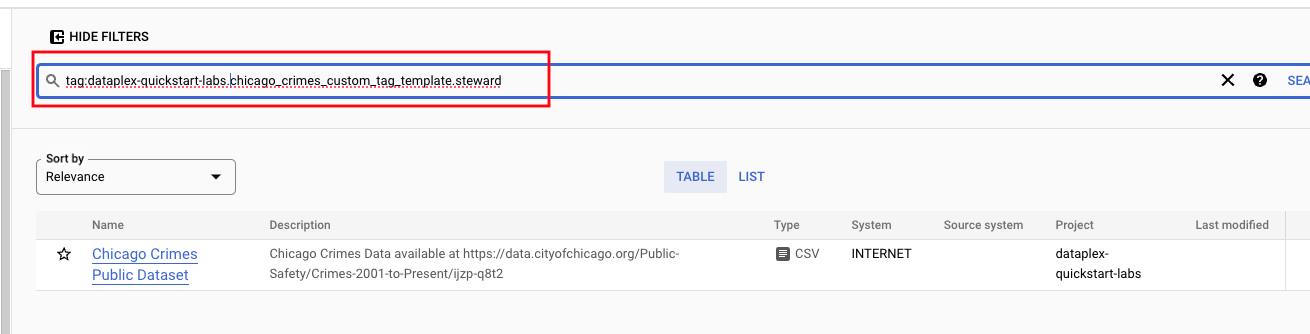 HIDE FILTERS
tag:dataplex-quickstart-labs.chicago_crimes_custom_tag_template.steward
SEA
Sort by
Relevance
TABLE LIST
Name Description Type System Source system Project Last modified
Chicago Crimes Chicago Crimes Data available at https://data.cityofchicago.org/Public- CSV INTERNET dataplex-
Public Dataset Safety/Crimes-2001-to-Present/ijzp-q8t2 quickstart-labs